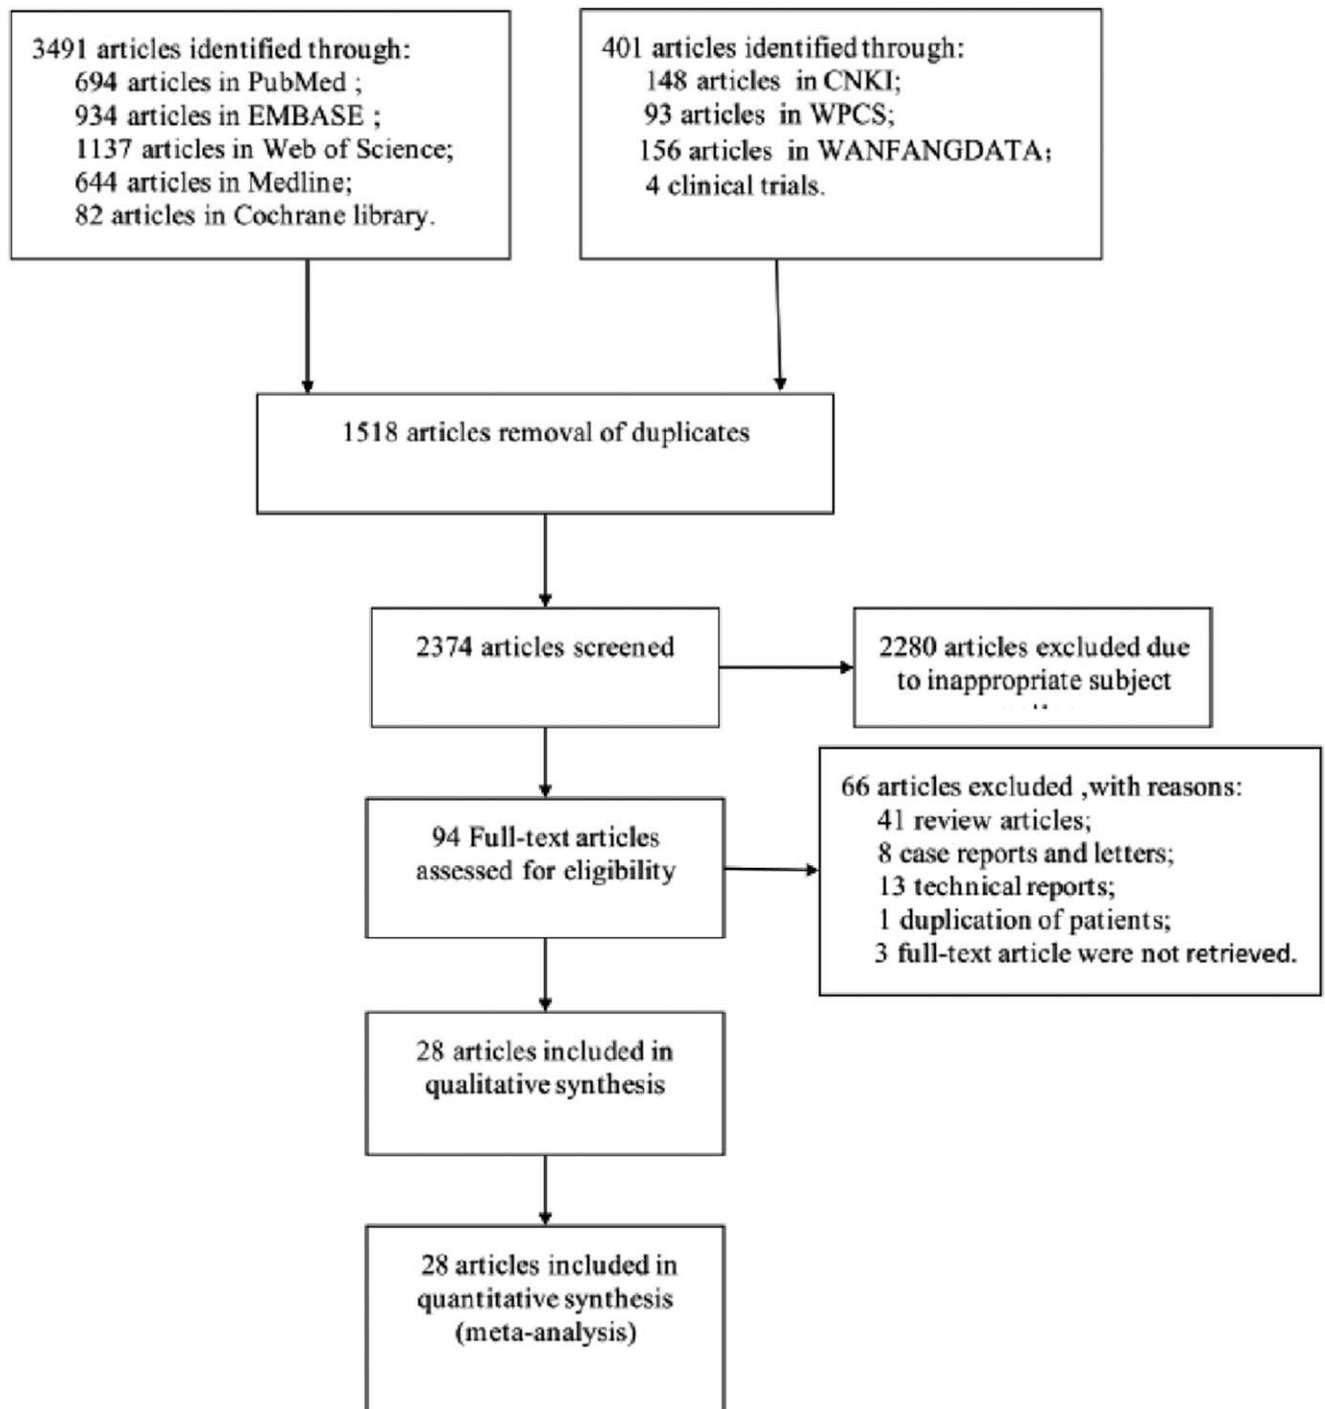 3491 articles identified through:
694 articles in PubMed ;
934 articles in EMBASE ;
1137 articles in Web of Science;
644 articles in Medline;
82 articles in Cochrane library.
401 articles identified through:
148 articles in CNKI;
93 articles in WPCS;
156 articles in WANFANGDATA;
4 clinical trials.
1518 articles removal of duplicates
2374 articles screened
2280 articles excluded due
to inappropriate subject
94 Full-text articles
assessed for eligibility
66 articles excluded ,with reasons:
41 review articles;
8 case reports and letters;
13 technical reports;
1 duplication of patients;
3 full-text article were not retrieved.
28 articles included in
qualitative synthesis
28 articles included in
quantitative synthesis
(meta-analysis)